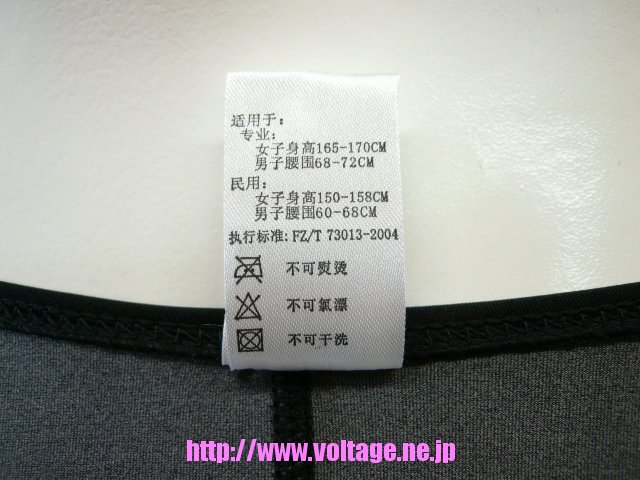 适用于:
专业:
女子身高165-170CM
男子腰围68-72CM
民用:
女子身高150-158CM
男子腰围60-68CM
执行标准:FZ/T 73013-2004
不可熨烫
不可氣漂
不可干洗
http://www.voltage.ne.jp